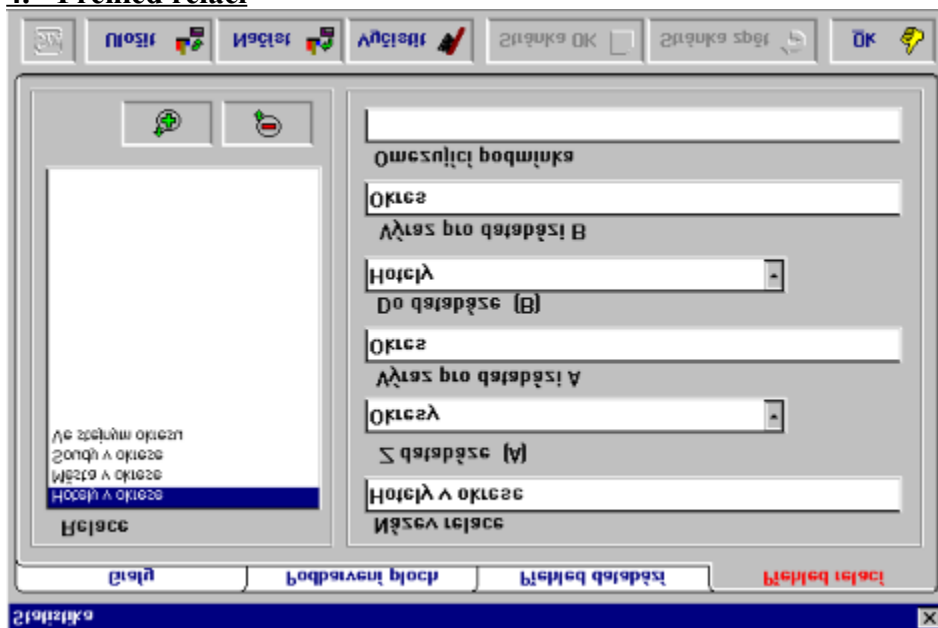 4. Přehled relací
Statistika
Grafy Podbarvení ploch Přehled databází Přehled relací
Relace
Hotely v okrese
Města v okrese
Soudy v okrese
Ve stejným okresu
Název relace
Hotely v okrese
Z databáze (A)
Okresy
Výraz pro databázi A
Okres
Do databáze (B)
Hotely
Výraz pro databázi B
Okres
Omezující podmínka
Uložit Načíst Vyčistit Stránka OK Stránka zpět Ok